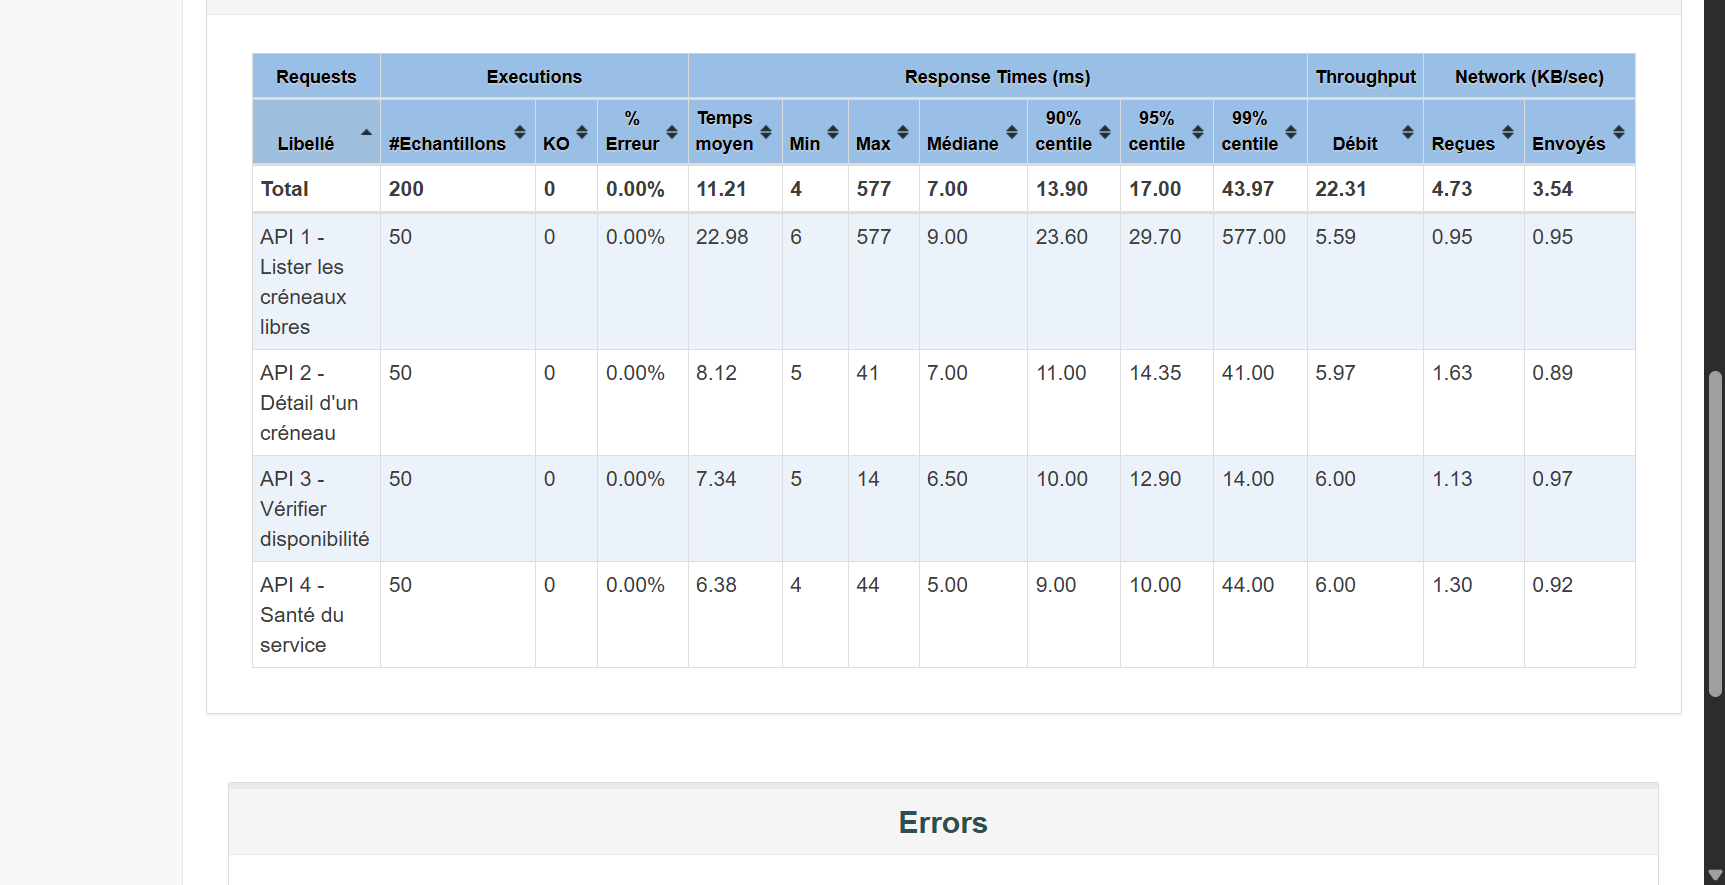 Requests Executions Response Times (ms) Throughput Network (KB/sec)
Libellé #Echantillons KO % Erreur Temps moyen Min Max Médiane 90% centile 95% centile 99% centile Débit Reçues Envoyés
Total 200 0 0.00% 11.21 4 577 7.00 13.90 17.00 43.97 22.31 4.73 3.54
API 1 - 50 0 0.00% 22.98 6 577 9.00 23.60 29.70 577.00 5.59 0.95 0.95
Lister les
créneaux
libres
API 2 - 50 0 0.00% 8.12 5 41 7.00 11.00 14.35 41.00 5.97 1.63 0.89
Détail d'un
créneau
API 3 - 50 0 0.00% 7.34 5 14 6.50 10.00 12.90 14.00 6.00 1.13 0.97
Vérifier
disponibilité
API 4 - 50 0 0.00% 6.38 4 44 5.00 9.00 10.00 44.00 6.00 1.30 0.92
Santé du
service
Errors